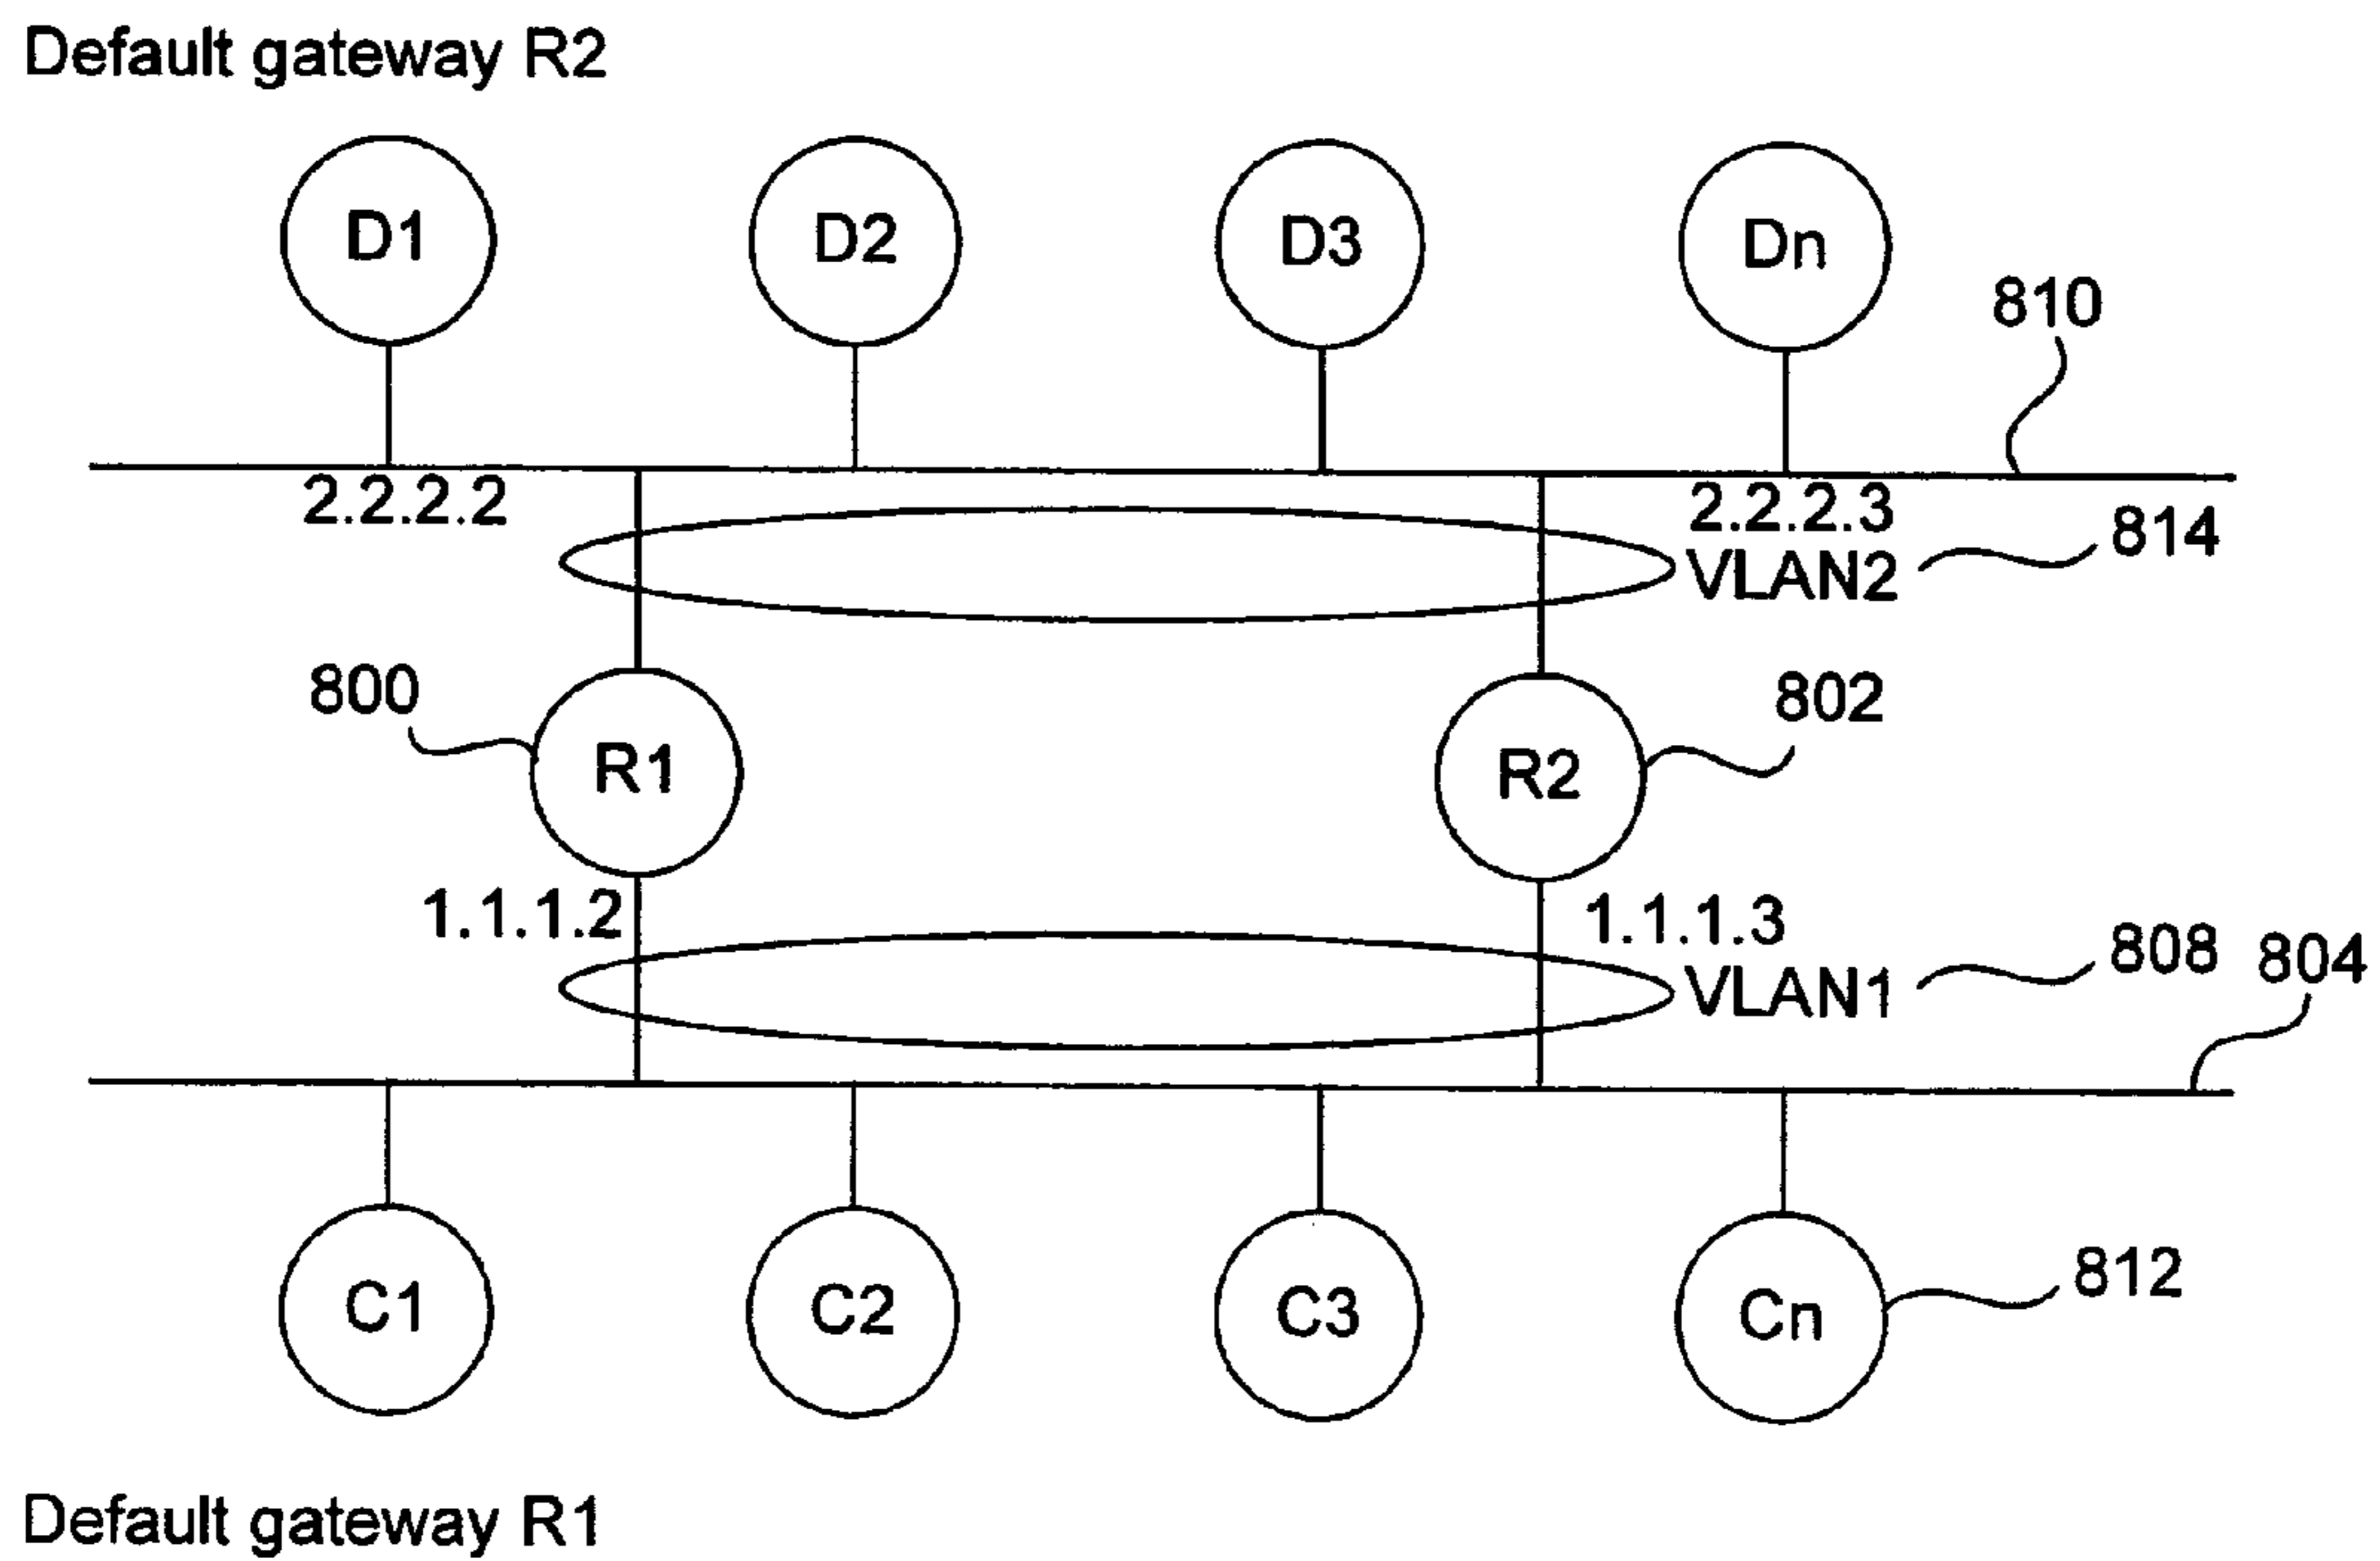 Default gateway R2
D1
D2
D3
Dn
810
2.2.2.2
2.2.2.3
814
VLAN2
800
802
R1
R2
1.1.1.2
1.1.1.3
808
804
VLAN1
C1
C2
C3
Cn
812
Default gateway R1